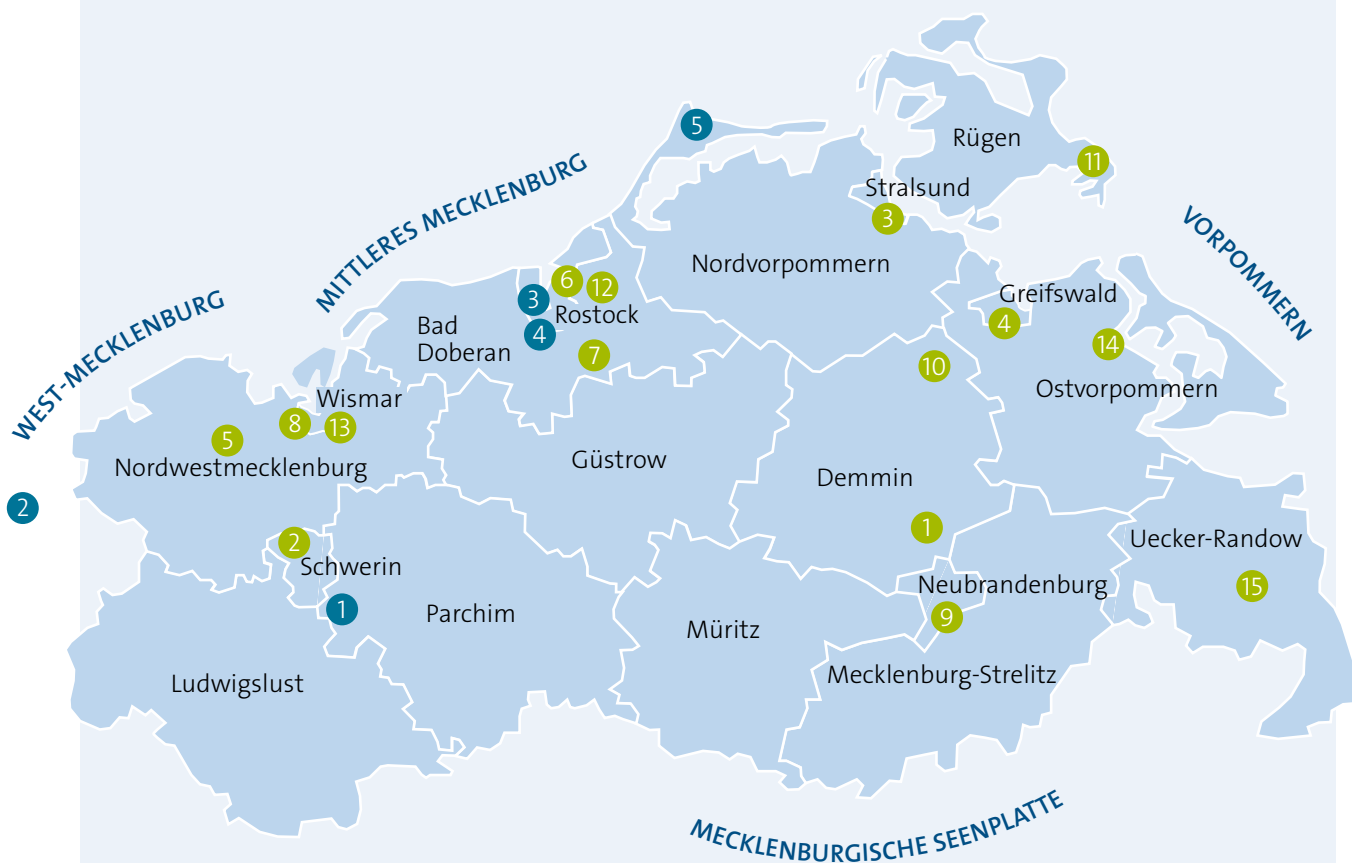 5
Rügen
11
MITTLERES MECKLENBURG
Stralsund
3
VORPOMMERN
Nordvorpommern
6
12
3
Rostock
4
7
Greifswald
4
14
WEST-MECKLENBURG
Bad
Doberan
10
Ostvorpommern
Wismar
8
13
5
Nordwestmecklenburg
Güstrow
Demmin
2
2
Schwerin
1
Uecker-Randow
15
Neubrandenburg
9
1
Parchim
Müritz
Ludwigslust
Mecklenburg-Strelitz
MECKLENBURGISCHE SEENPLATTE